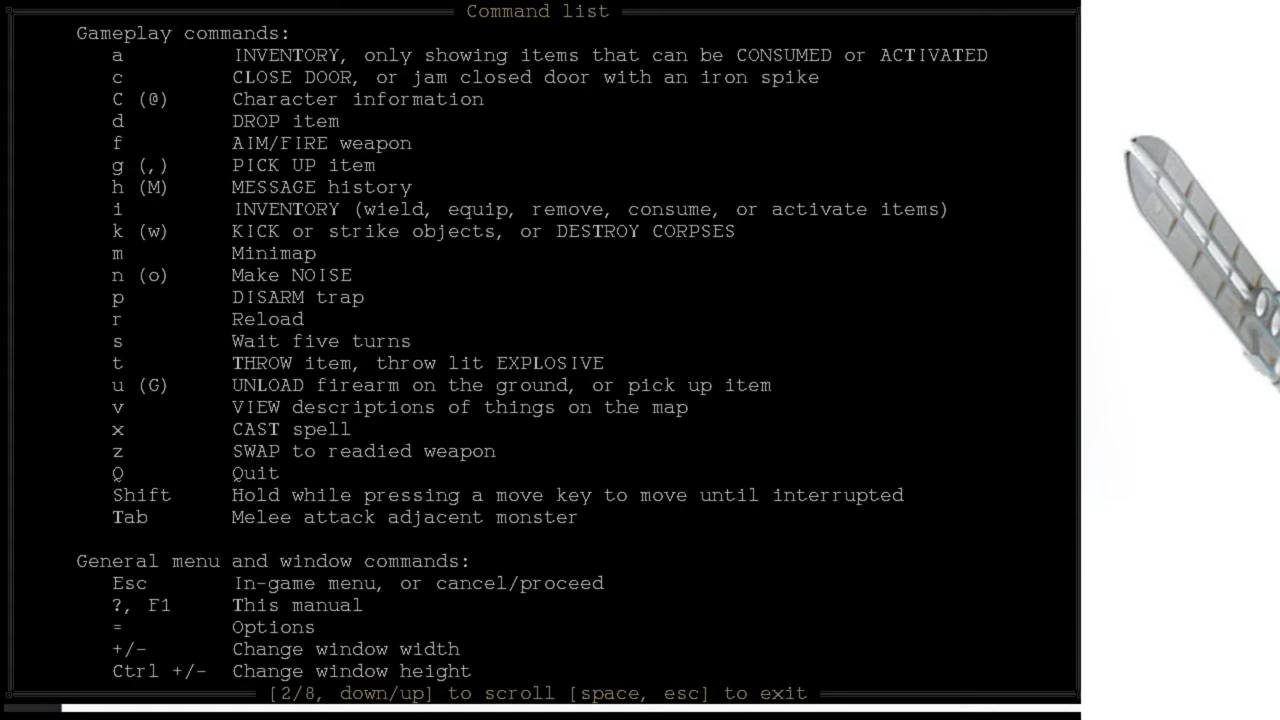 Command list
Gameplay commands:
a INVENTORY, only showing items that can be CONSUMED or ACTIVATED
c CLOSE DOOR, or jam closed door with an iron spike
C (@) Character information
d DROP item
f AIM/FIRE weapon
g (,) PICK UP item
h (M) MESSAGE history
i INVENTORY (wield, equip, remove, consume, or activate items)
k (w) KICK or strike objects, or DESTROY CORPSES
m Minimap
n (o) Make NOISE
p DISARM trap
r Reload
s Wait five turns
t THROW item, throw lit EXPLOSIVE
u (G) UNLOAD firearm on the ground, or pick up item
v VIEW descriptions of things on the map
x CAST spell
z SWAP to readied weapon
Q Quit
Shift Hold while pressing a move key to move until interrupted
Tab Melee attack adjacent monster
General menu and window commands:
Esc In-game menu, or cancel/proceed
?, F1 This manual
= Options
+/- Change window width
Ctrl +/- Change window height
[2/8, down/up] to scroll [space, esc] to exit